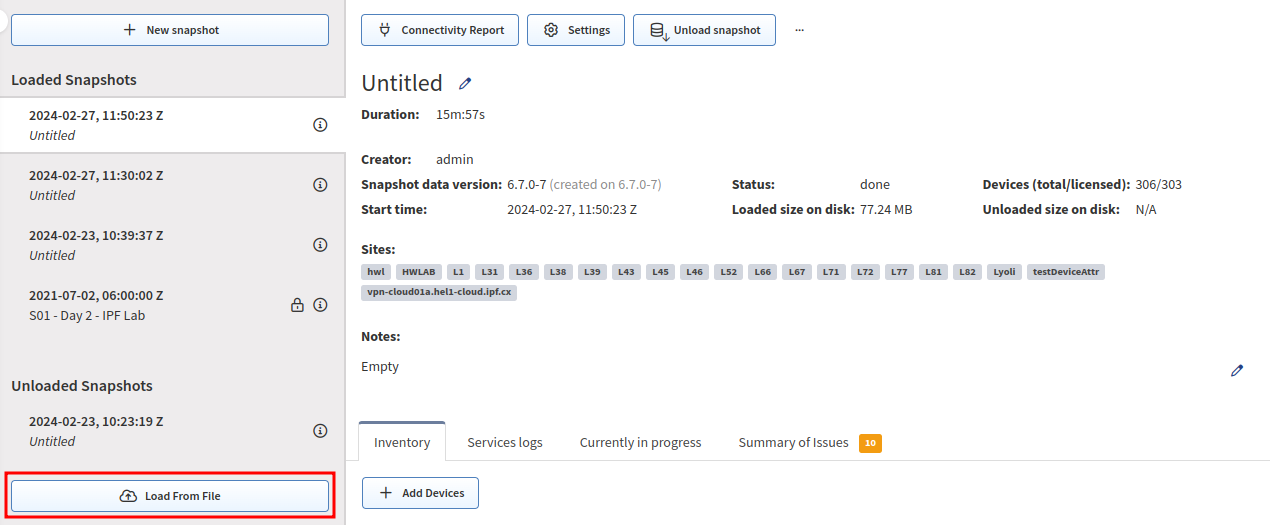 New snapshot
Loaded Snapshots
2024-02-27, 11:50:23 Z
Untitled
2024-02-27, 11:30:02 Z
Untitled
2024-02-23, 10:39:37 Z
Untitled
2021-07-02, 06:00:00 Z
S01 - Day 2 - IPF Lab
Unloaded Snapshots
2024-02-23, 10:23:19 Z
Untitled
Load From File
Connectivity Report Settings Unload snapshot ...
Untitled
Duration: 15m:57s
Creator: admin
Snapshot data version: 6.7.0-7 (created on 6.7.0-7) Status: done Devices (total/licensed): 306/303
Start time: 2024-02-27, 11:50:23 Z Loaded size on disk: 77.24 MB Unloaded size on disk: N/A
Sites:
hwl HWLAB L1 L31 L36 L38 L39 L43 L45 L46 L52 L66 L67 L71 L72 L77 L81 L82 Lyoli testDeviceAttr
vpn-cloud01a.hel1-cloud.ipf.cx
Notes:
Empty
Inventory Services logs Currently in progress Summary of Issues 10
Add Devices